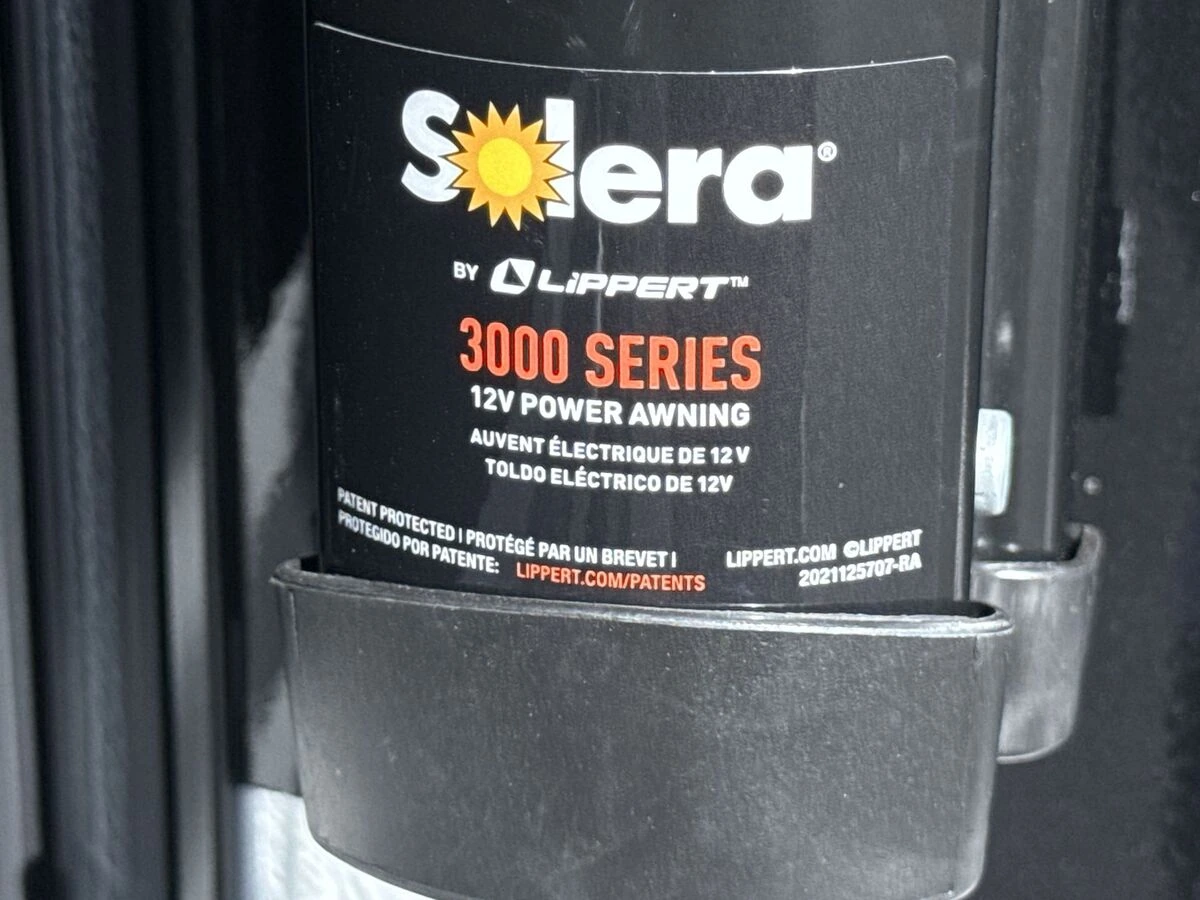 Solera®
BY LiPPERT™
3000 SERIES
12V POWER AWNING
AUVENT ÉLECTRIQUE DE 12 V
TOLDO ELÉCTRICO DE 12V
PATENT PROTECTED | PROTÉGÉ PAR UN BREVET |
PROTEGIDO POR PATENTE: LIPPERT.COM/PATENTS
LIPPERT.COM ©LIPPERT
2021125707-RA